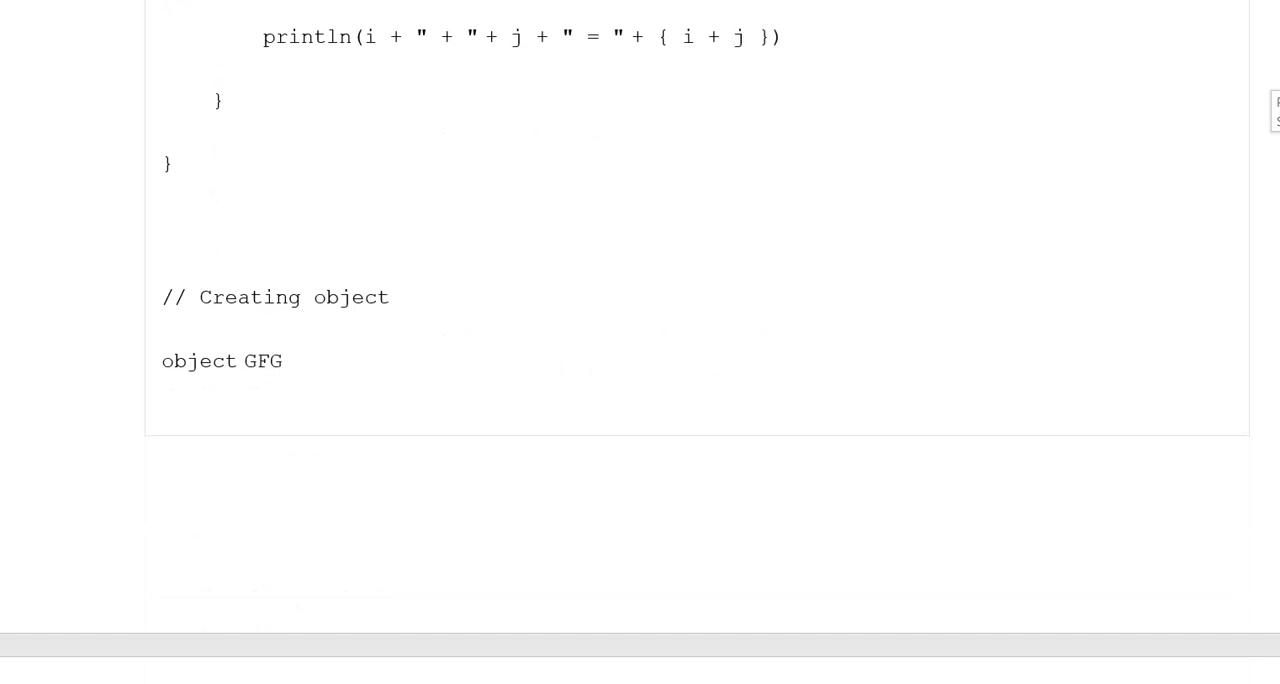 println(i + " + "+ j + " = "+ { i + j })
}
}
// Creating object
object GFG